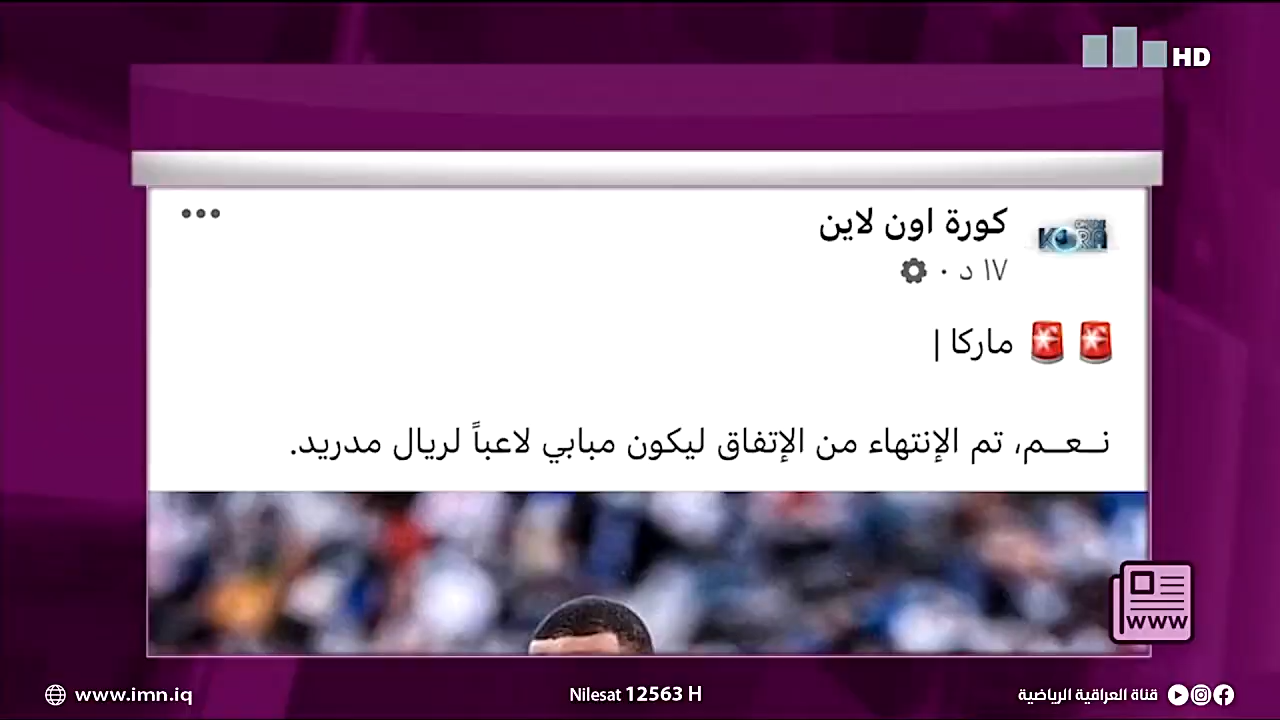 HD
كورة اون لاين
KORA
١٧ د ·
ماركا |
نــعــم، تم الإنتهاء من الإتفاق ليكون مبابي لاعباً لريال مدريد.
www
www.imn.iq
Nilesat 12563 H
قناة العراقية الرياضية